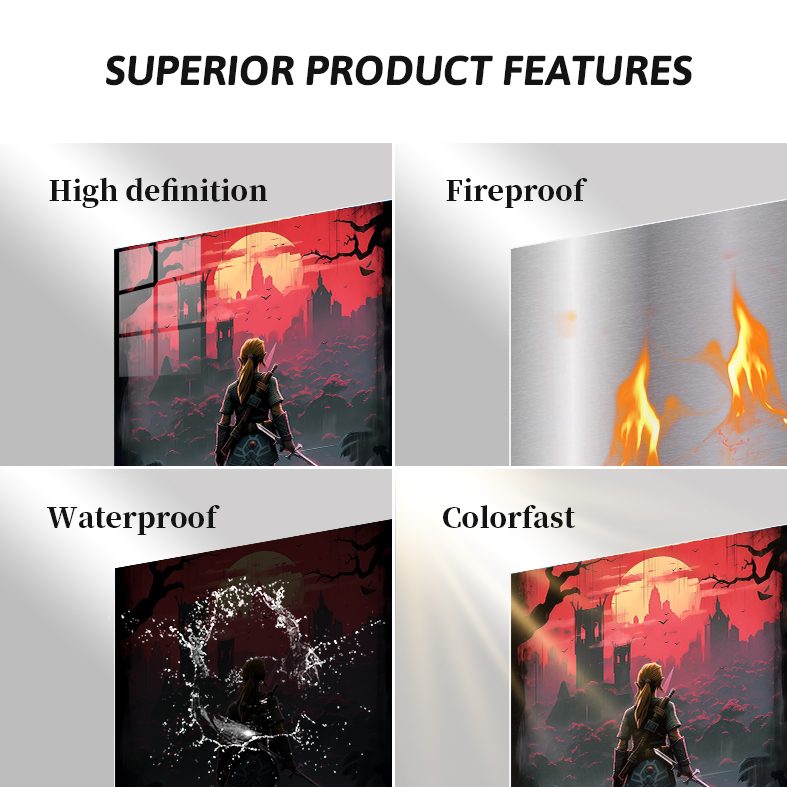 SUPERIOR PRODUCT FEATURES
High definition
Fireproof
Waterproof
Colorfast